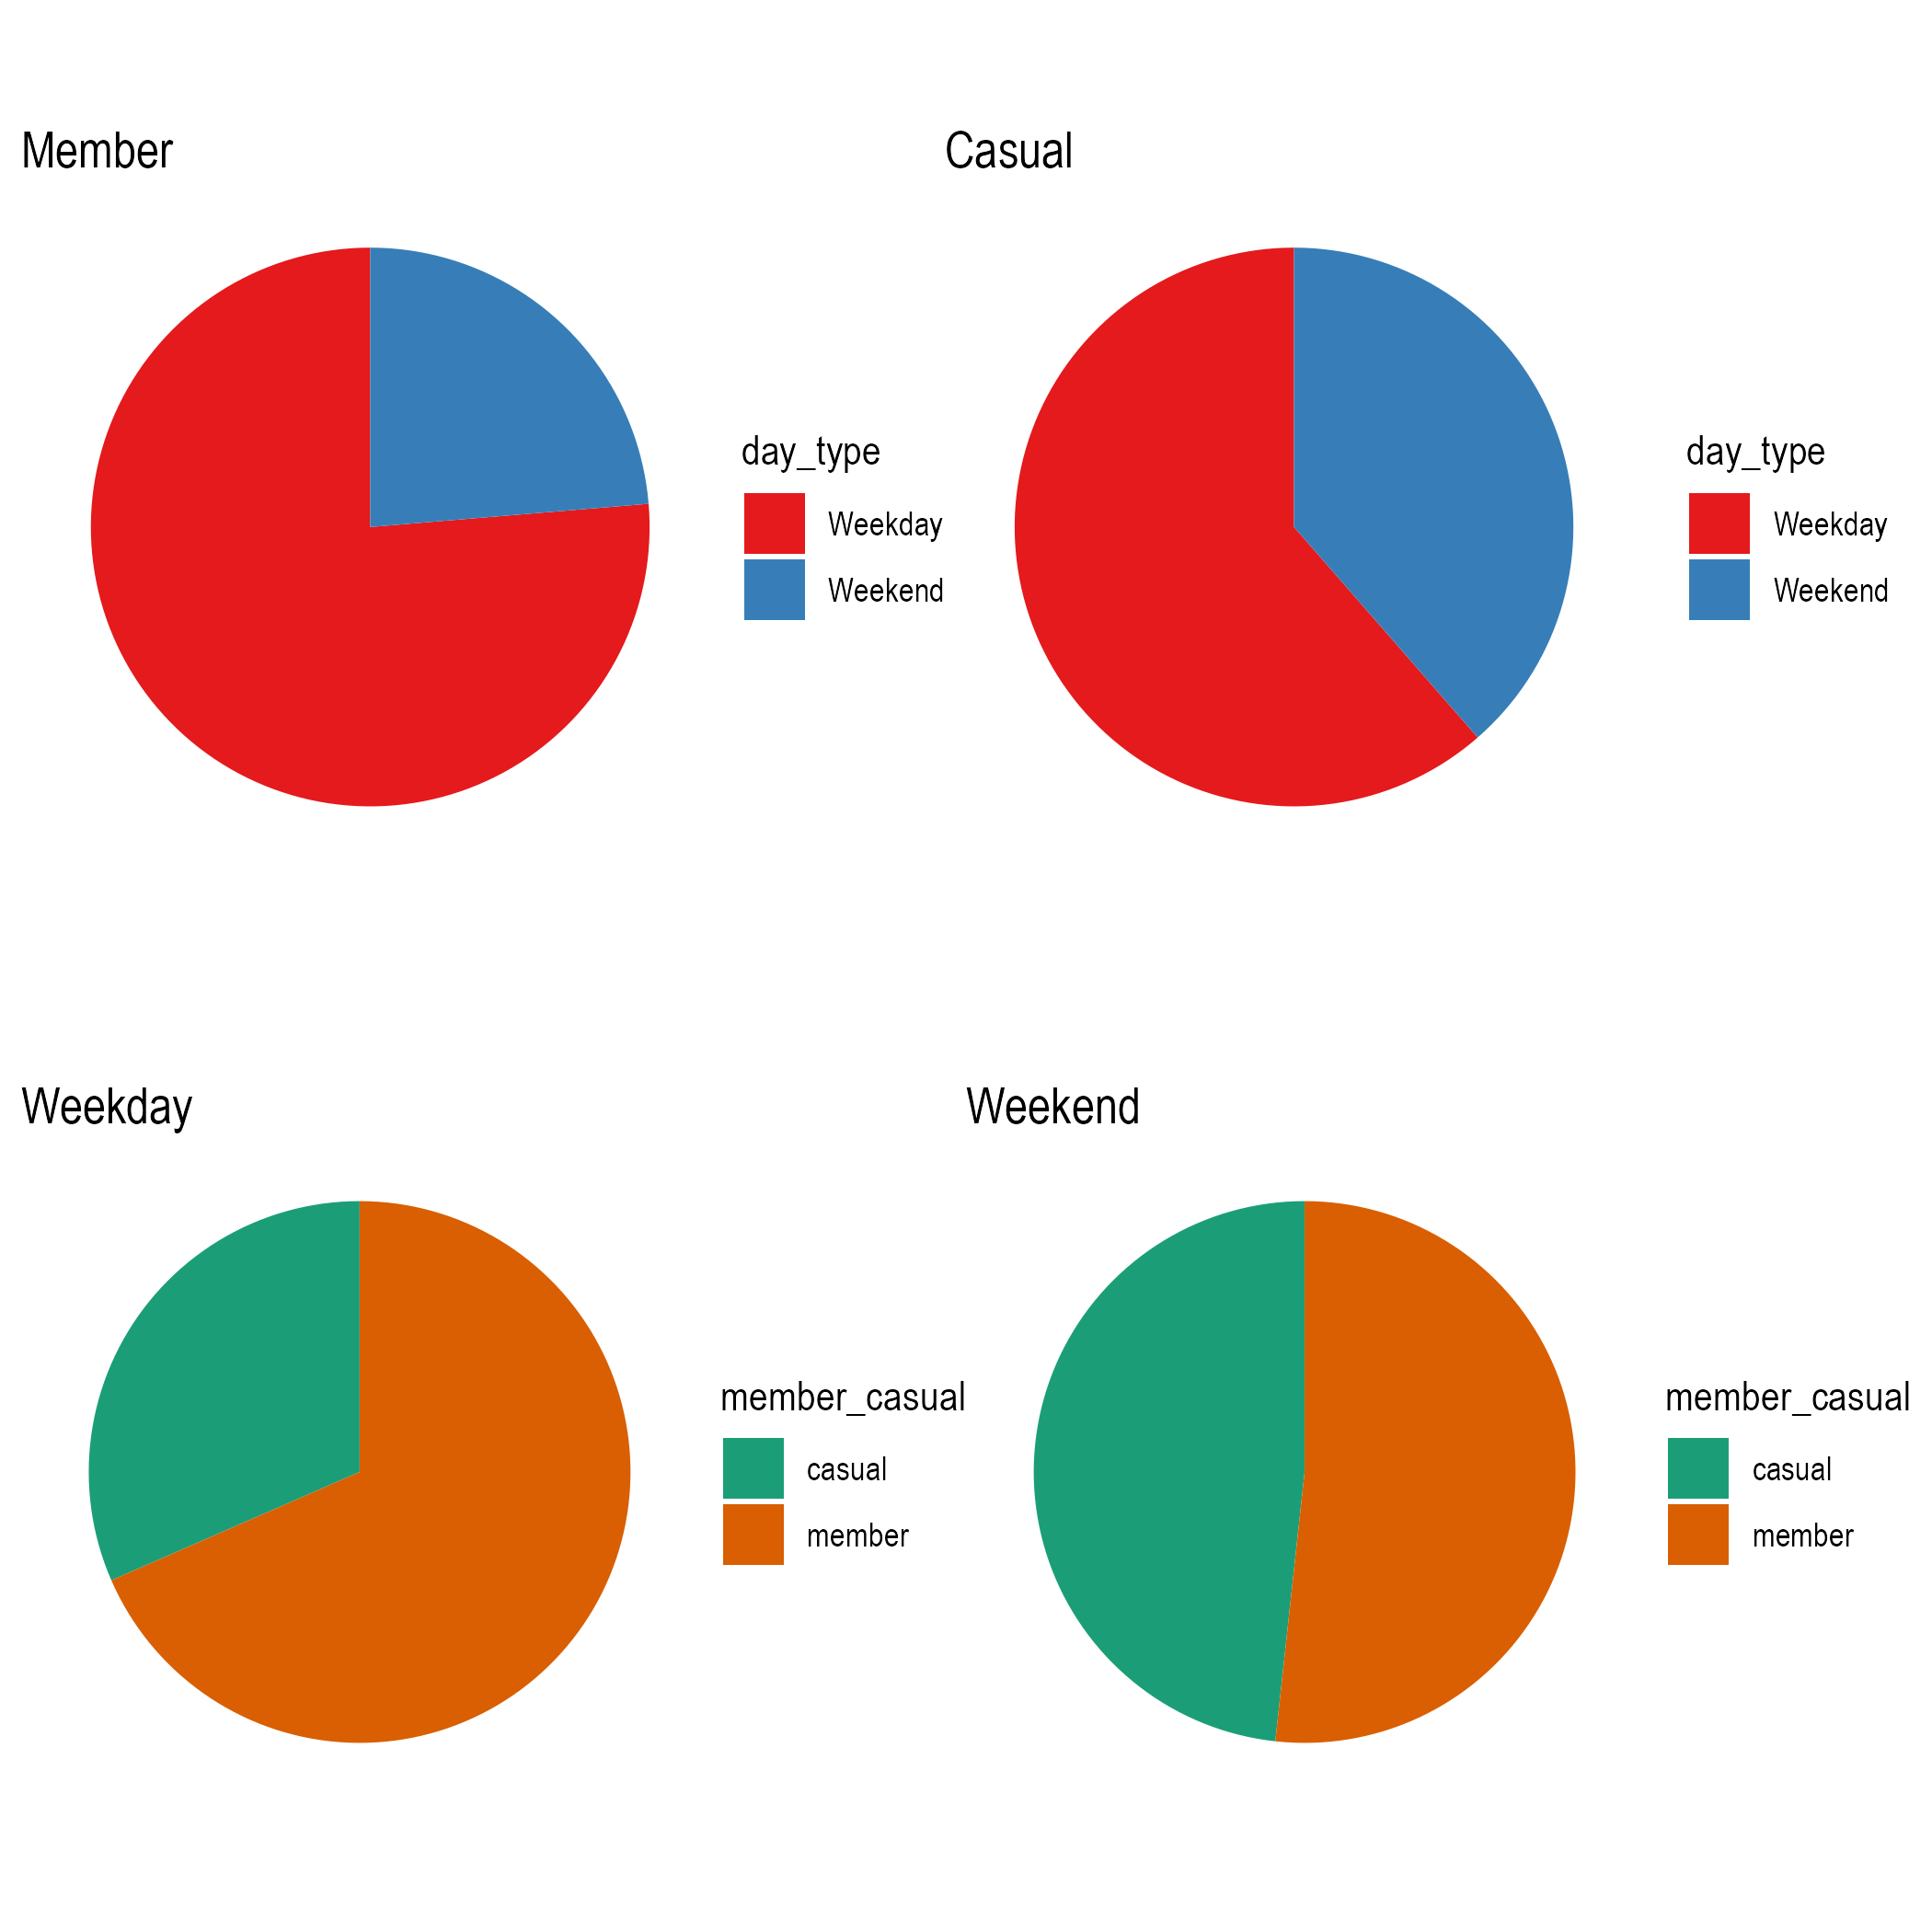 Member
day_type
Weekday
Weekend
Casual
day_type
Weekday
Weekend
Weekday
member_casual
casual
member
Weekend
member_casual
casual
member